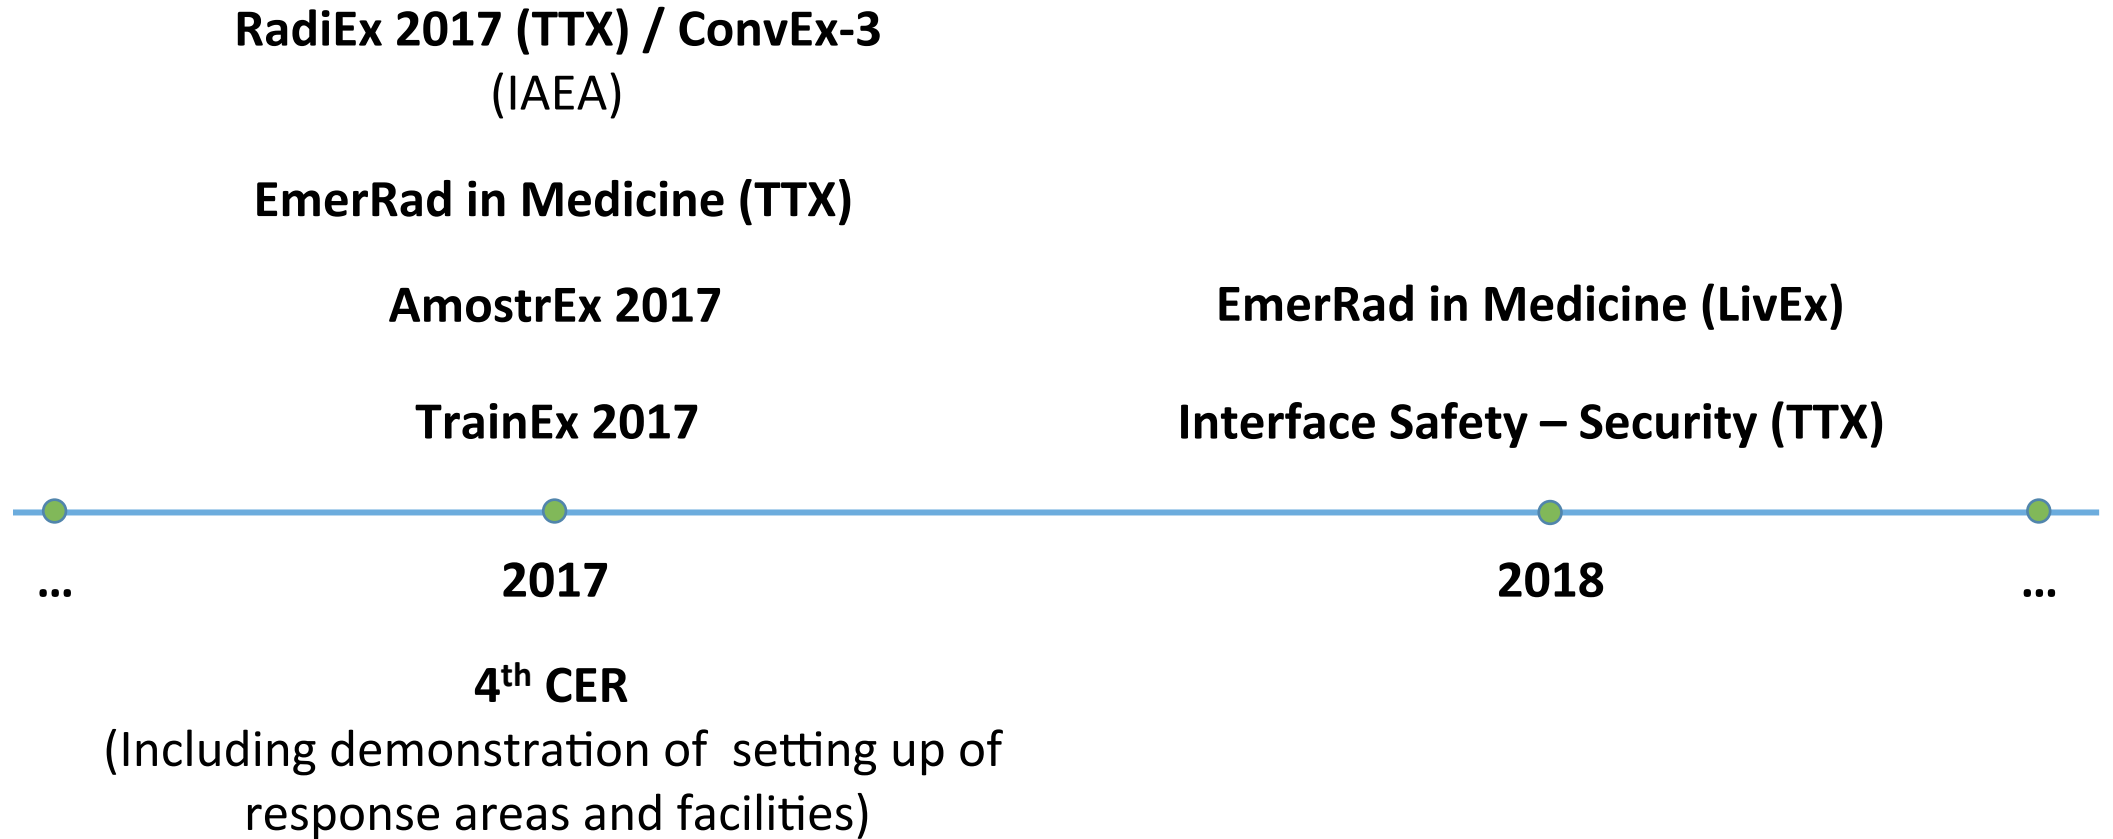 RadiEx 2017 (TTX) / ConvEx-3
(IAEA)
EmerRad in Medicine (TTX)
AmostrEx 2017
TrainEx 2017
EmerRad in Medicine (LivEx)
Interface Safety – Security (TTX)
...
2017
2018
...
4th CER
(Including demonstration of  setting up of
response areas and facilities)